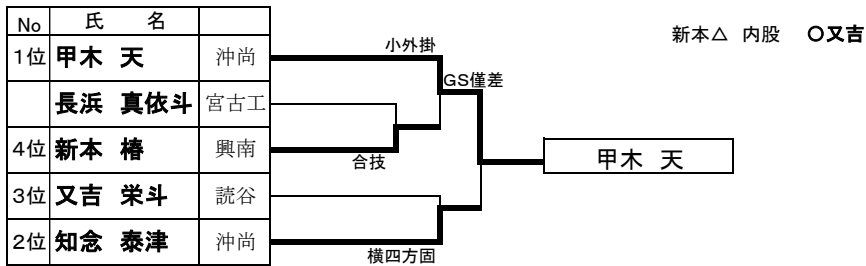 No 氏 名
1位 甲木 天 沖尚
長浜 真依斗 宮古工
4位 新本 椿 興南
3位 又吉 栄斗 読谷
2位 知念 泰津 沖尚
小外掛
GS僅差
合技
横四方固
甲木 天
新本△ 内股 〇又吉